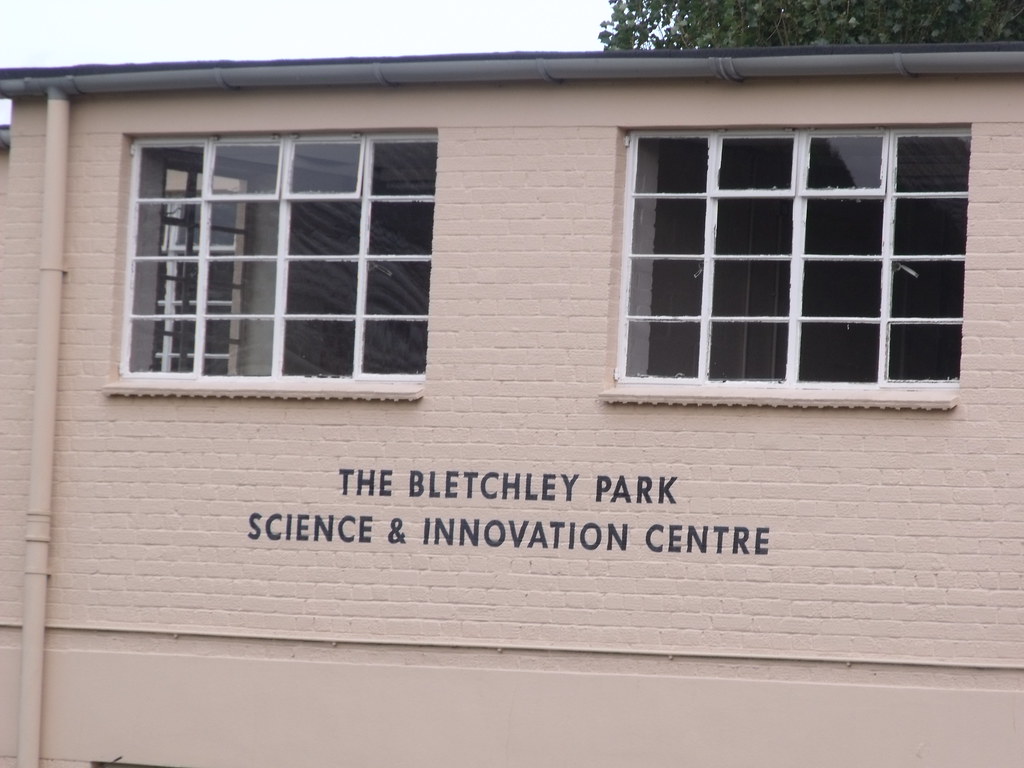 THE BLETCHLEY PARK
SCIENCE & INNOVATION CENTRE